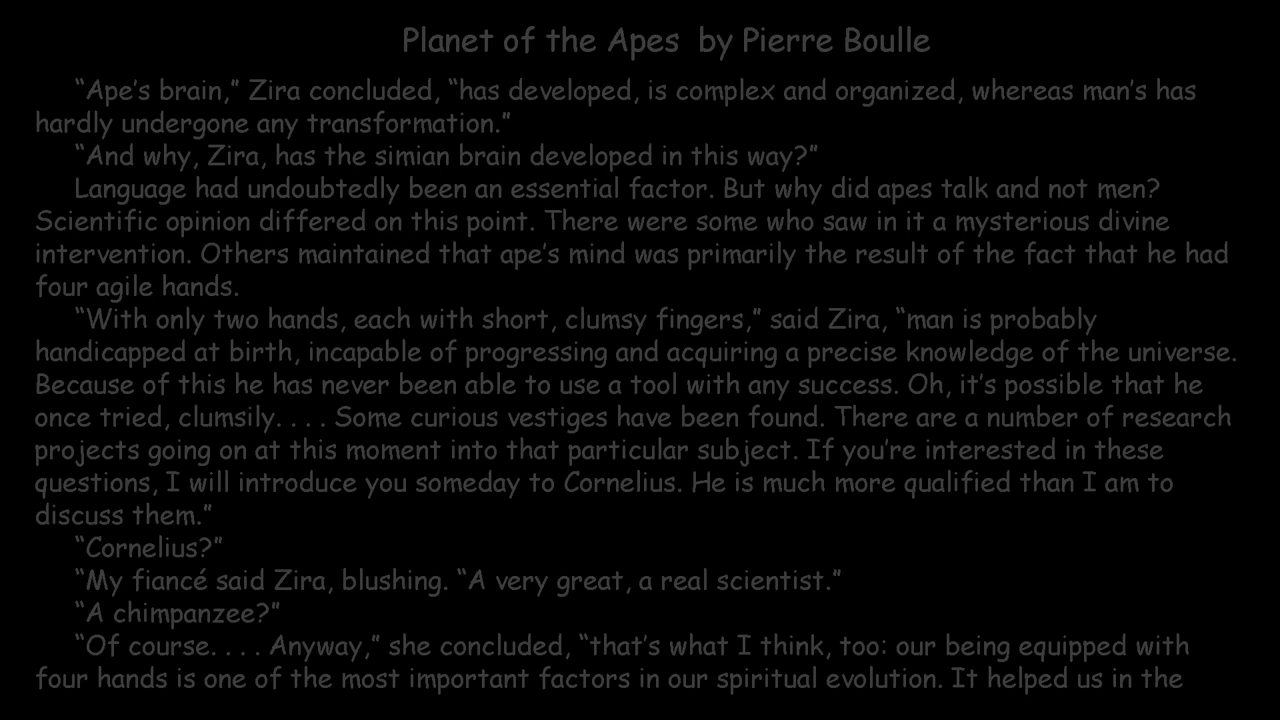 Planet of the Apes  by Pierre Boulle
“Ape’s brain,” Zira concluded, “has developed, is complex and organized, whereas man’s has
hardly undergone any transformation.”
“And why, Zira, has the simian brain developed in this way?”
Language had undoubtedly been an essential factor. But why did apes talk and not men?
Scientific opinion differed on this point. There were some who saw in it a mysterious divine
intervention. Others maintained that ape’s mind was primarily the result of the fact that he had
four agile hands.
“With only two hands, each with short, clumsy fingers,” said Zira, “man is probably
handicapped at birth, incapable of progressing and acquiring a precise knowledge of the universe.
Because of this he has never been able to use a tool with any success. Oh, it’s possible that he
once tried, clumsily. . . . Some curious vestiges have been found. There are a number of research
projects going on at this moment into that particular subject. If you’re interested in these
questions, I will introduce you someday to Cornelius. He is much more qualified than I am to
discuss them.”
“Cornelius?”
“My fiancé said Zira, blushing. “A very great, a real scientist.”
“A chimpanzee?”
“Of course. . . . Anyway,” she concluded, “that’s what I think, too: our being equipped with
four hands is one of the most important factors in our spiritual evolution. It helped us in the